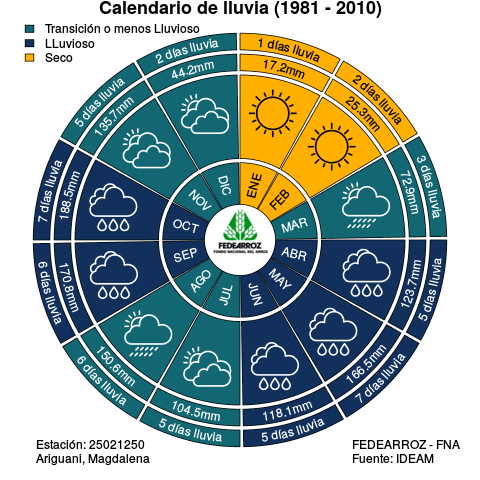 Calendario de lluvia (1981 - 2010)
Transición o menos Lluvioso
LLuvioso
Seco
1 días lluvia
17.2mm
ENE
2 días lluvia
25.3mm
FEB
3 días lluvia
72.9mm
MAR
5 días lluvia
123.7mm
ABR
7 días lluvia
166.5mm
MAY
5 días lluvia
118.1mm
JUN
5 días lluvia
104.5mm
JUL
6 días lluvia
150.6mm
AGO
6 días lluvia
170.8mm
SEP
7 días lluvia
188.5mm
OCT
5 días lluvia
135.7mm
NOV
2 días lluvia
44.2mm
DIC
FEDEARROZ
FONDO NACIONAL DEL ARROZ
Estación: 25021250
Ariguani, Magdalena
FEDEARROZ - FNA
Fuente: IDEAM